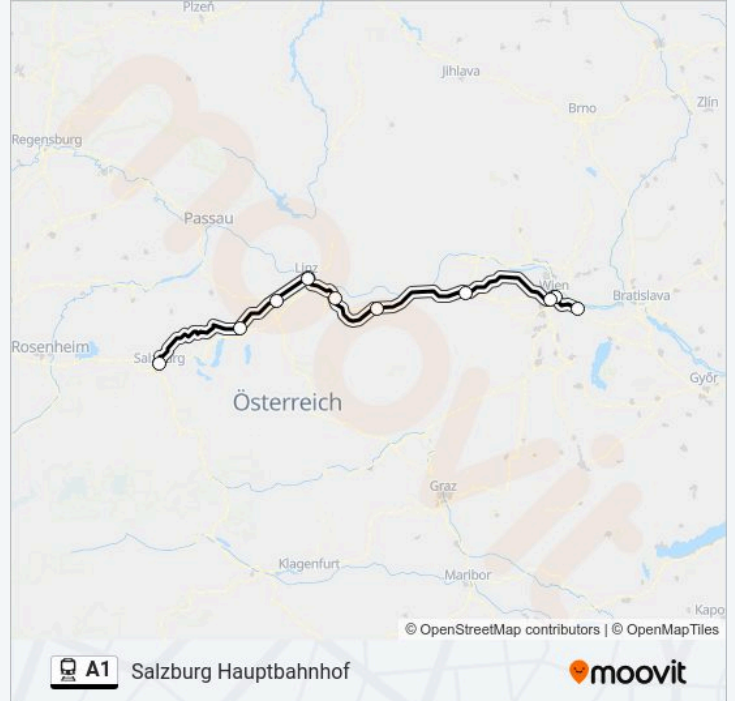 Plzeň
Jihlava
Brno
Zlín
Regensburg
Passau
Linz
Wien
Bratislava
Rosenheim
Salzburg
Győr
Österreich
Graz
Klagenfurt
Maribor
Kapo
moovit
© OpenStreetMap contributors | © OpenMapTiles
A1 Salzburg Hauptbahnhof
moovit